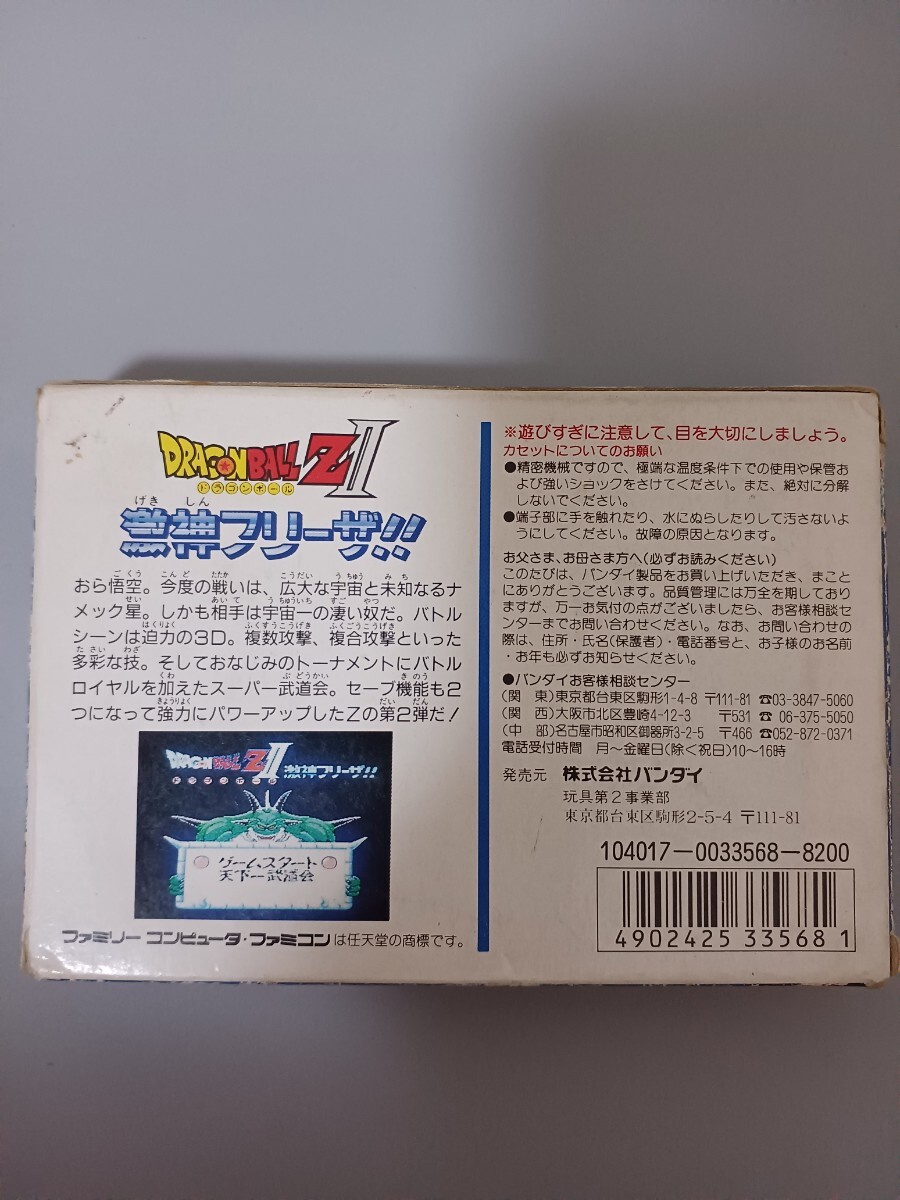 DRAGON BALL Z II
ドラゴンボール
げき しん
激神フリーザ!!
おら悟空。今度の戦いは、広大な宇宙と未知なるナ
メック星。しかも相手は宇宙一の凄い奴だ。バトル
シーンは迫力の3D。複数攻撃、複合攻撃といった
多彩な技。そしておなじみのトーナメントにバトル
ロイヤルを加えたスーパー武道会。セーブ機能も2
つになって強力にパワーアップしたZの第2弾だ!
DRAGON BALL Z II
ドラゴンボール
激神フリーザ!!
ゲームスタート
天下一武道会
ファミリーコンピュータ・ファミコンは任天堂の商標です。
※遊びすぎに注意して、目を大切にしましょう。
カセットについてのお願い
●精密機械ですので、極端な温度条件下での使用や保管お
よび強いショックをさけてください。また、絶対に分解
しないでください。
●端子部に手を触れたり、水にぬらしたりして汚さないよ
うにしてください。故障の原因となります。
お父さま、お母さま方へ(必ずお読みください)
このたびは、バンダイ製品をお買い上げいただき、まこと
にありがとうございます。品質管理には万全を期しており
ますが、万一お気付の点がございましたら、お客様相談セ
ンターまでお問い合わせください。なお、お問い合わせの
際は、住所・氏名(保護者)・電話番号と、お子様のお名前
・お年も必ずお知らせください。
●バンダイお客様相談センター
(関 東)東京都台東区駒形1-4-8 〒111-81 ☎03-3847-5060
(関 西)大阪市北区豊崎4-12-3 〒531 ☎06-375-5050
(中 部)名古屋市昭和区御器所3-2-5 〒466 ☎052-872-0371
電話受付時間 月〜金曜日(除く祝日)10〜16時
発売元 株式会社バンダイ
玩具第2事業部
東京都台東区駒形2-5-4 〒111-81
104017-0033568-8200
4902425 335681